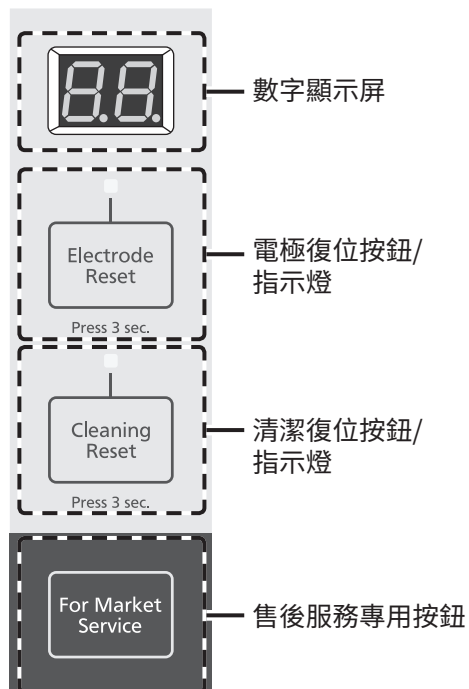 8.8.
數字顯示屏
Electrode
Reset
Press 3 sec.
電極復位按鈕/
指示燈
Cleaning
Reset
Press 3 sec.
清潔復位按鈕/
指示燈
For Market
Service
售後服務專用按鈕